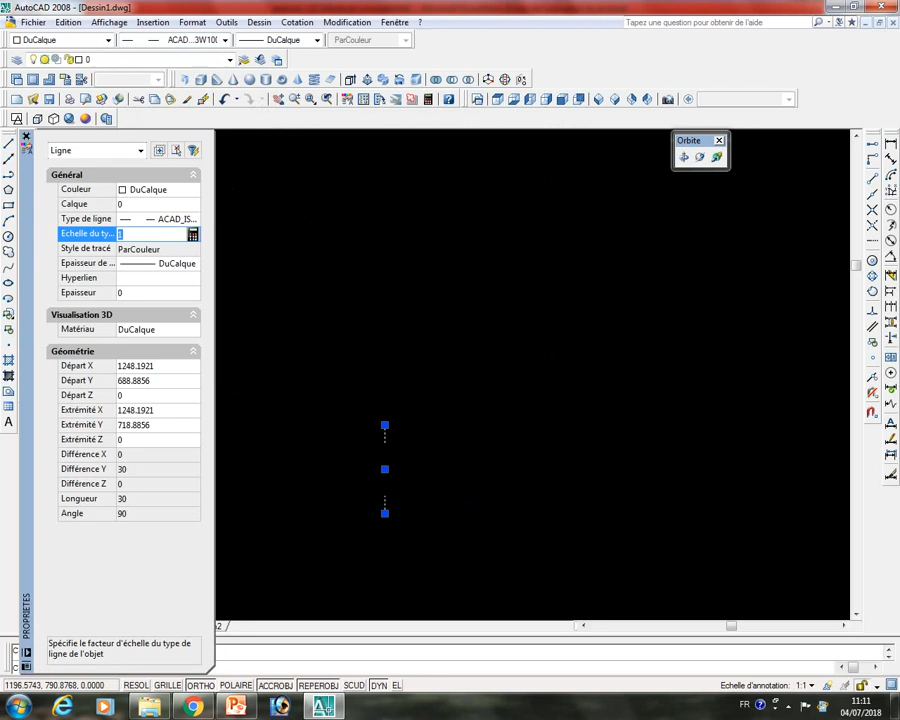 AutoCAD 2008 - [Dessin1.dwg]
Fichier Edition Affichage Insertion Format Outils Dessin Cotation Modification Fenêtre ? Tapez une question pour obtenir de l'aide
DuCalque ACAD...3W100 DuCalque ParCouleur
0
Orbite
Ligne
Général
Couleur DuCalque
Calque 0
Type de ligne ACAD_IS...
Echelle du ty... 1
Style de tracé ParCouleur
Epaisseur de ... DuCalque
Hyperlien
Epaisseur 0
Visualisation 3D
Matériau DuCalque
Géométrie
Départ X 1248.1921
Départ Y 688.8856
Départ Z 0
Extrémité X 1248.1921
Extrémité Y 718.8856
Extrémité Z 0
Différence X 0
Différence Y 30
Différence Z 0
Longueur 30
Angle 90
PROPRIETES
Spécifie le facteur d'échelle du type de
ligne de l'objet
1196.5743, 790.8768, 0.0000 RESOL GRILLE ORTHO POLAIRE ACCROBJ REPEROBJ SCUD DYN EL Echelle d'annotation: 1:1
FR 11:11
04/07/2018